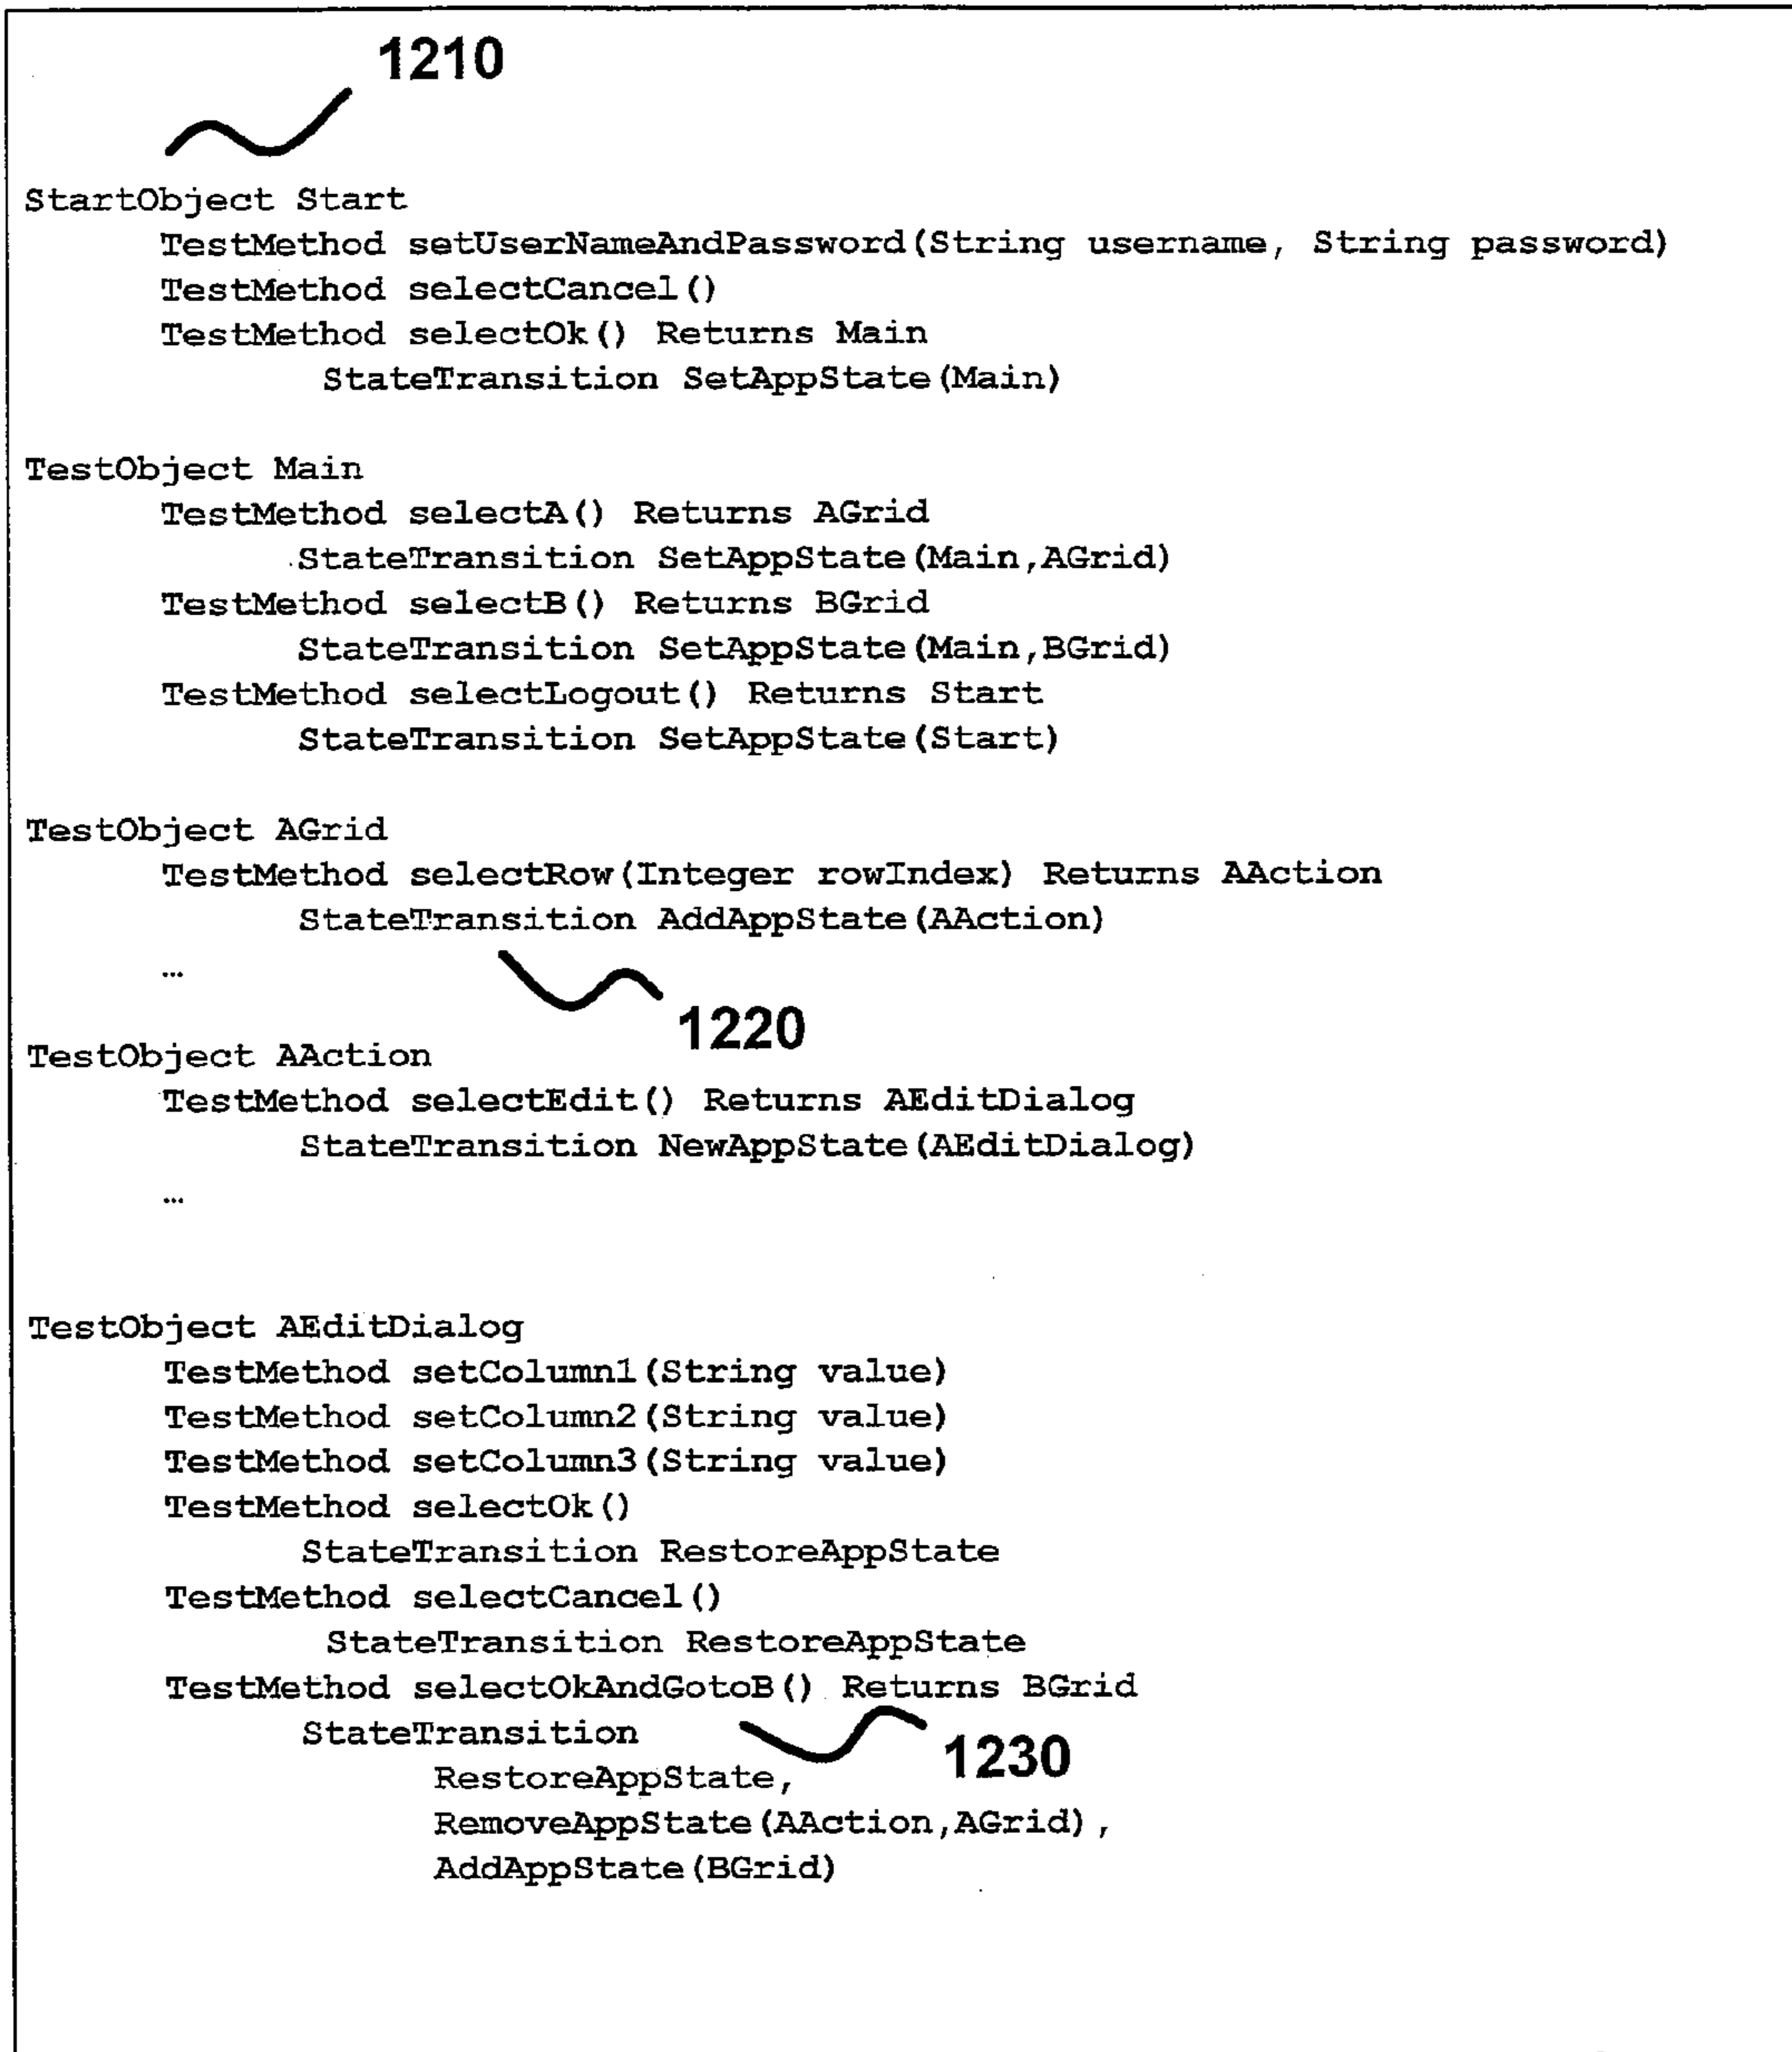 1210
StartObject Start
TestMethod setUserNameAndPassword(String username, String password)
TestMethod selectCancel()
TestMethod selectOk() Returns Main
StateTransition SetAppState(Main)
TestObject Main
TestMethod selectA() Returns AGrid
StateTransition SetAppState(Main,AGrid)
TestMethod selectB() Returns BGrid
StateTransition SetAppState(Main,BGrid)
TestMethod selectLogout() Returns Start
StateTransition SetAppState(Start)
TestObject AGrid
TestMethod selectRow(Integer rowIndex) Returns AAction
StateTransition AddAppState(AAction)
…
1220
TestObject AAction
TestMethod selectEdit() Returns AEditDialog
StateTransition NewAppState(AEditDialog)
…
TestObject AEditDialog
TestMethod setColumn1(String value)
TestMethod setColumn2(String value)
TestMethod setColumn3(String value)
TestMethod selectOk()
StateTransition RestoreAppState
TestMethod selectCancel()
StateTransition RestoreAppState
TestMethod selectOkAndGotoB() Returns BGrid
StateTransition
1230
RestoreAppState,
RemoveAppState(AAction,AGrid),
AddAppState(BGrid)